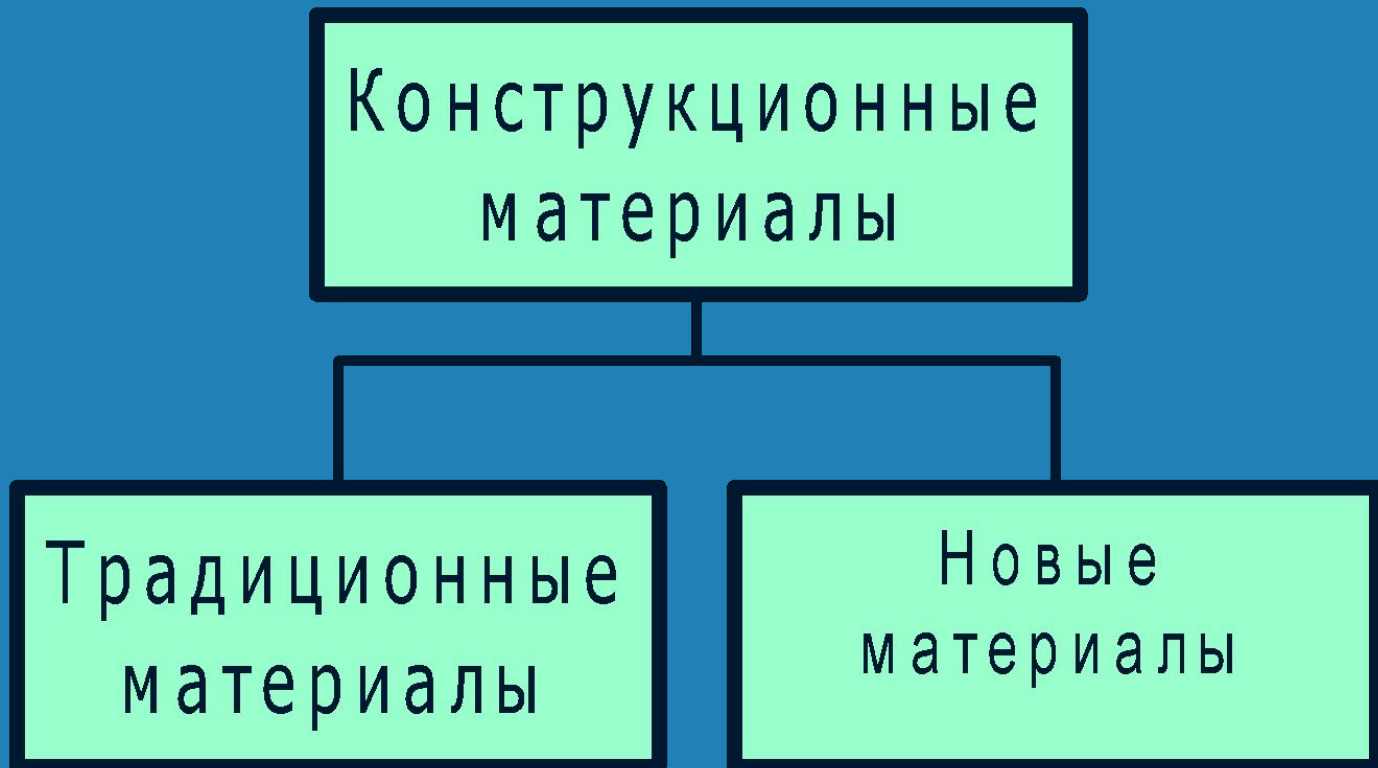 Конструкционные
материалы
Традиционные
материалы
Новые
материалы